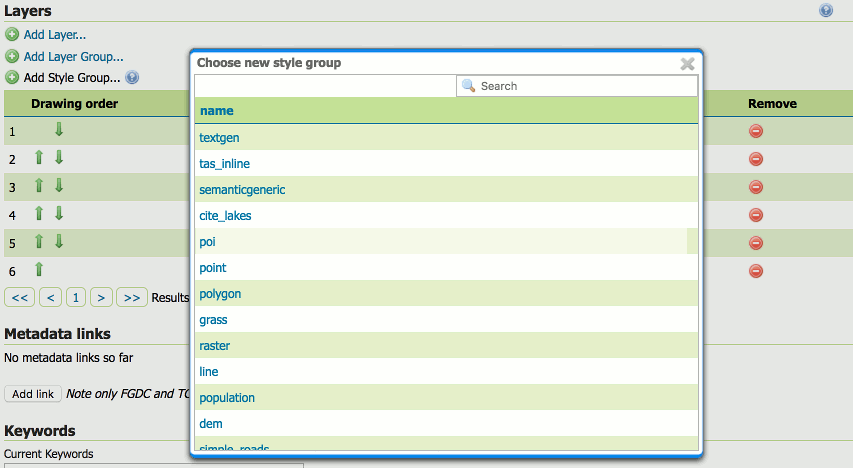 Layers
Add Layer...
Add Layer Group...
Add Style Group...
Drawing order
Remove
1
2
3
4
5
6
<< < 1 > >> Results
Metadata links
No metadata links so far
Add link Note only FGDC and TC
Keywords
Current Keywords
Choose new style group
Search
name
textgen
tas_inline
semanticgeneric
cite_lakes
poi
point
polygon
grass
raster
line
population
dem
simple_roads